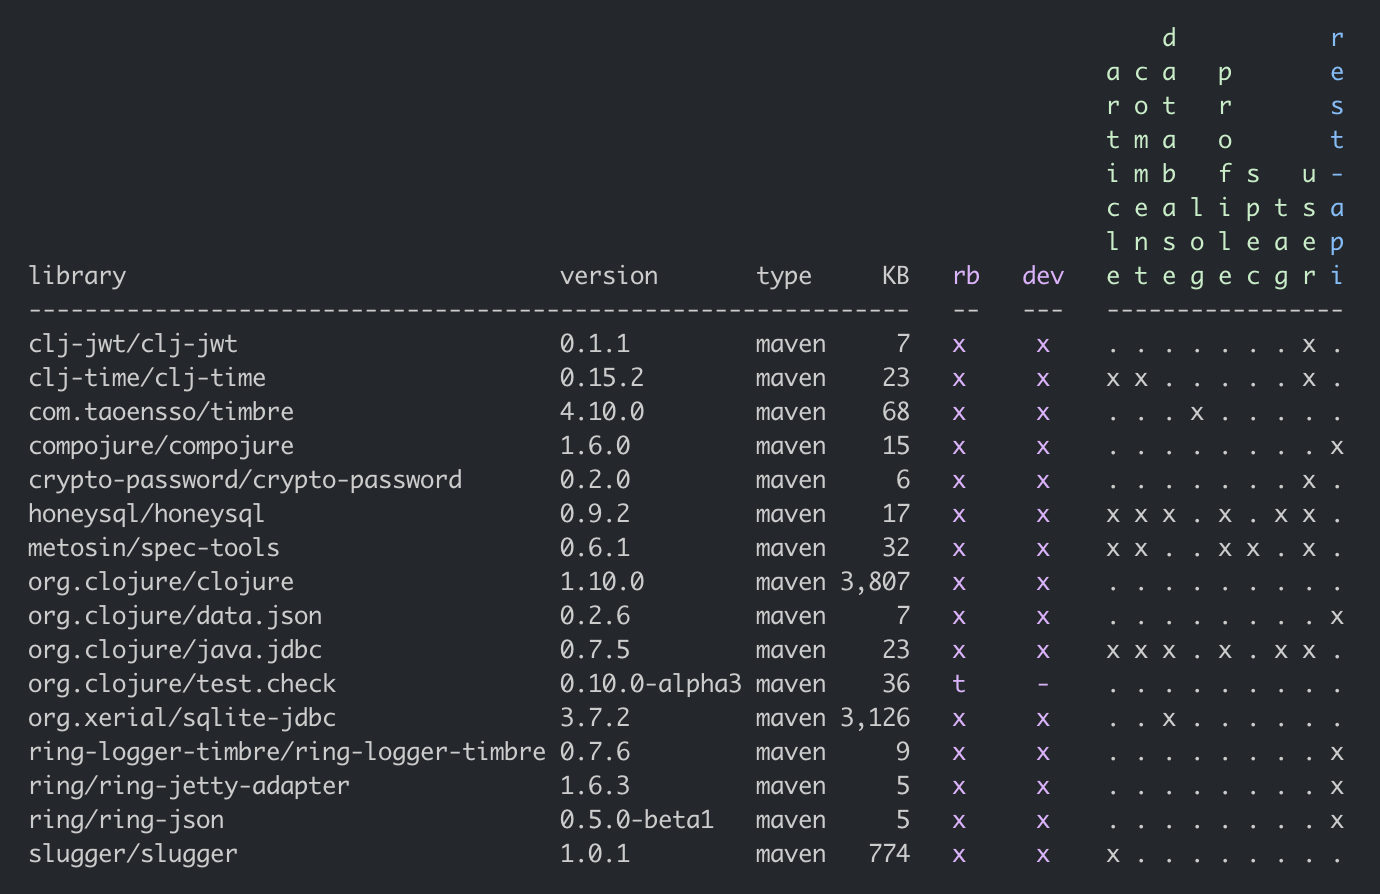 d           r
                                                                             a c a   p       e
                                                                             r o t   r       s
                                                                             t m a   o       t
                                                                             i m b   f s   u -
                                                                             c e a l i p t s a
                                                                             l n s o l e a e p
library                               version       type     KB   rb   dev   e t e g e c g r i
---------------------------------------------------------------   --   ---   -----------------
clj-jwt/clj-jwt                       0.1.1         maven     7   x     x    . . . . . . . x .
clj-time/clj-time                     0.15.2        maven    23   x     x    x x . . . . . x .
com.taoensso/timbre                   4.10.0        maven    68   x     x    . . . x . . . . .
compojure/compojure                   1.6.0         maven    15   x     x    . . . . . . . . x
crypto-password/crypto-password       0.2.0         maven     6   x     x    . . . . . . . x .
honeysql/honeysql                     0.9.2         maven    17   x     x    x x x . x . x x .
metosin/spec-tools                    0.6.1         maven    32   x     x    x x . . x x . x .
org.clojure/clojure                   1.10.0        maven 3,807   x     x    . . . . . . . . .
org.clojure/data.json                 0.2.6         maven     7   x     x    . . . . . . . . x
org.clojure/java.jdbc                 0.7.5         maven    23   x     x    x x x . x . x x .
org.clojure/test.check                0.10.0-alpha3 maven    36   t     -    . . . . . . . . .
org.xerial/sqlite-jdbc                3.7.2         maven 3,126   x     x    . . x . . . . . .
ring-logger-timbre/ring-logger-timbre 0.7.6         maven     9   x     x    . . . . . . . . x
ring/ring-jetty-adapter               1.6.3         maven     5   x     x    . . . . . . . . x
ring/ring-json                        0.5.0-beta1   maven     5   x     x    . . . . . . . . x
slugger/slugger                       1.0.1         maven   774   x     x    x . . . . . . . .